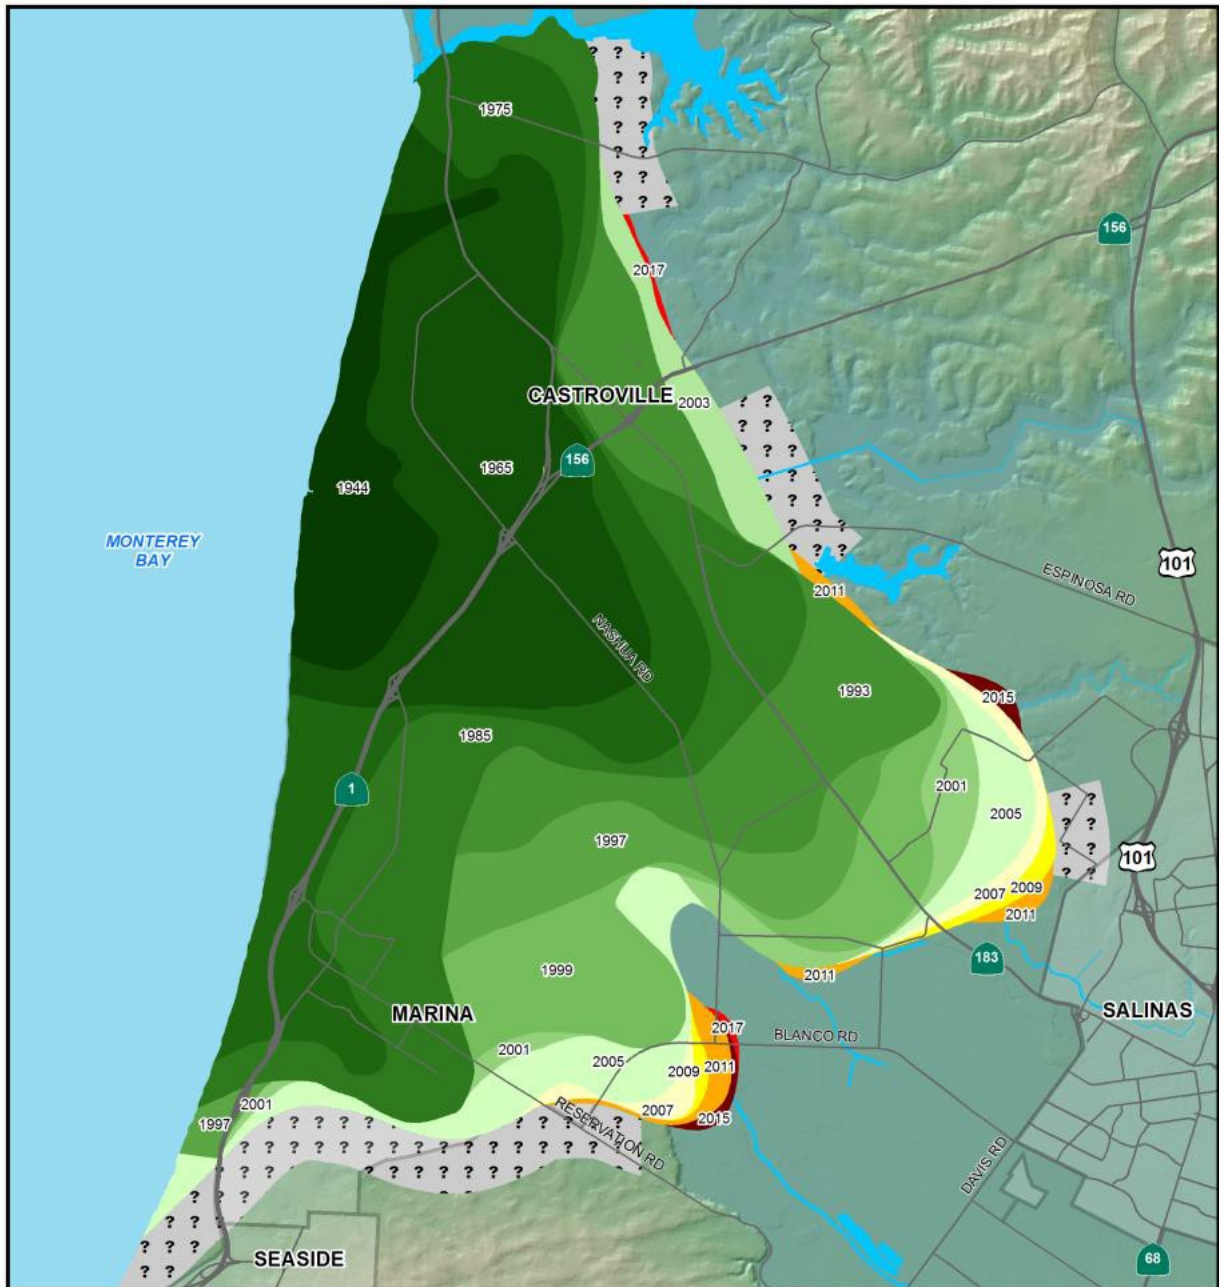 1975
156
2017
CASTROVILLE
2003
156
1965
1944
MONTEREY
BAY
101
ESPINOSA RD
2011
NASHUA RD
1993
2015
1985
1
2001
2005
1997
101
2007
2009
2011
183
1999
2011
MARINA
SALINAS
2017
BLANCO RD
2001
2005
2009
2011
2001
1997
2007
2015
RESERVATION RD
DAVIS RD
SEASIDE
68
? ? ?